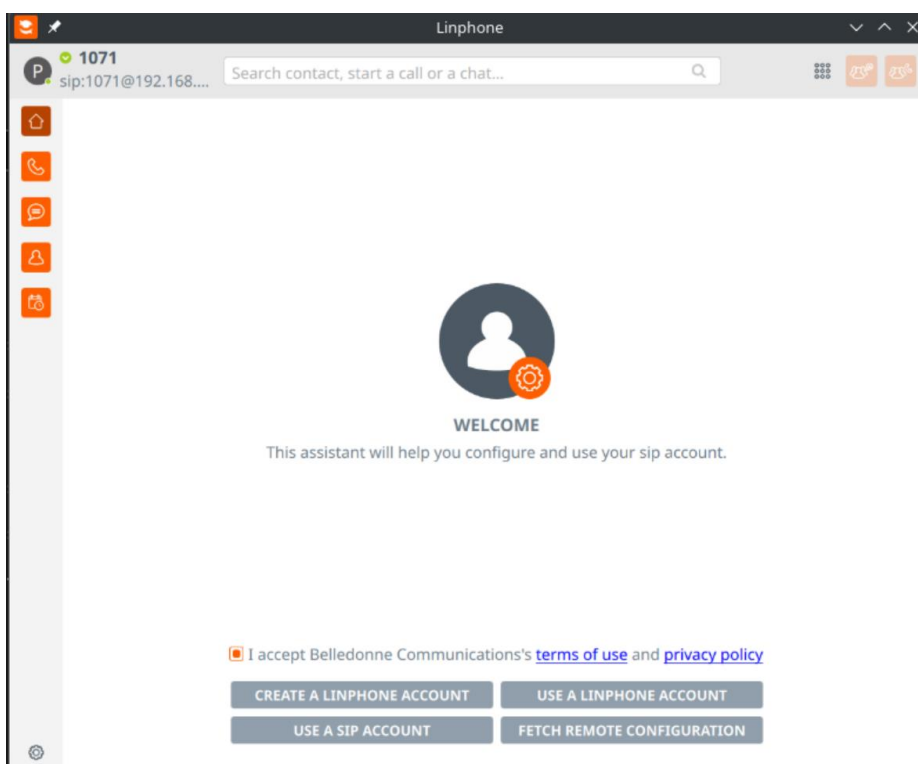 Linphone
P
1071
sip:1071@192.168....
Search contact, start a call or a chat...
WELCOME
This assistant will help you configure and use your sip account.
I accept Belledonne Communications's terms of use and privacy policy
CREATE A LINPHONE ACCOUNT
USE A LINPHONE ACCOUNT
USE A SIP ACCOUNT
FETCH REMOTE CONFIGURATION